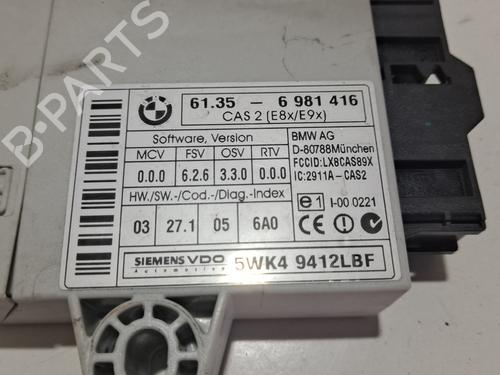 B-PARTS
BMW
61.35 - 6 981 416
CAS 2 (E8x/E9x)
Software, Version
MCV FSV OSV RTV
0.0.0 6.2.6 3.3.0 0.0.0
HW./SW.-/Cod.-/Diag.-Index
03 27.1 05 6A0
BMW AG
D-80788München
FCCID:LX8CAS89X
IC:2911A-CAS2
e1 I-00 0221
SIEMENS VDO
Automotive
5WK4 9412LBF